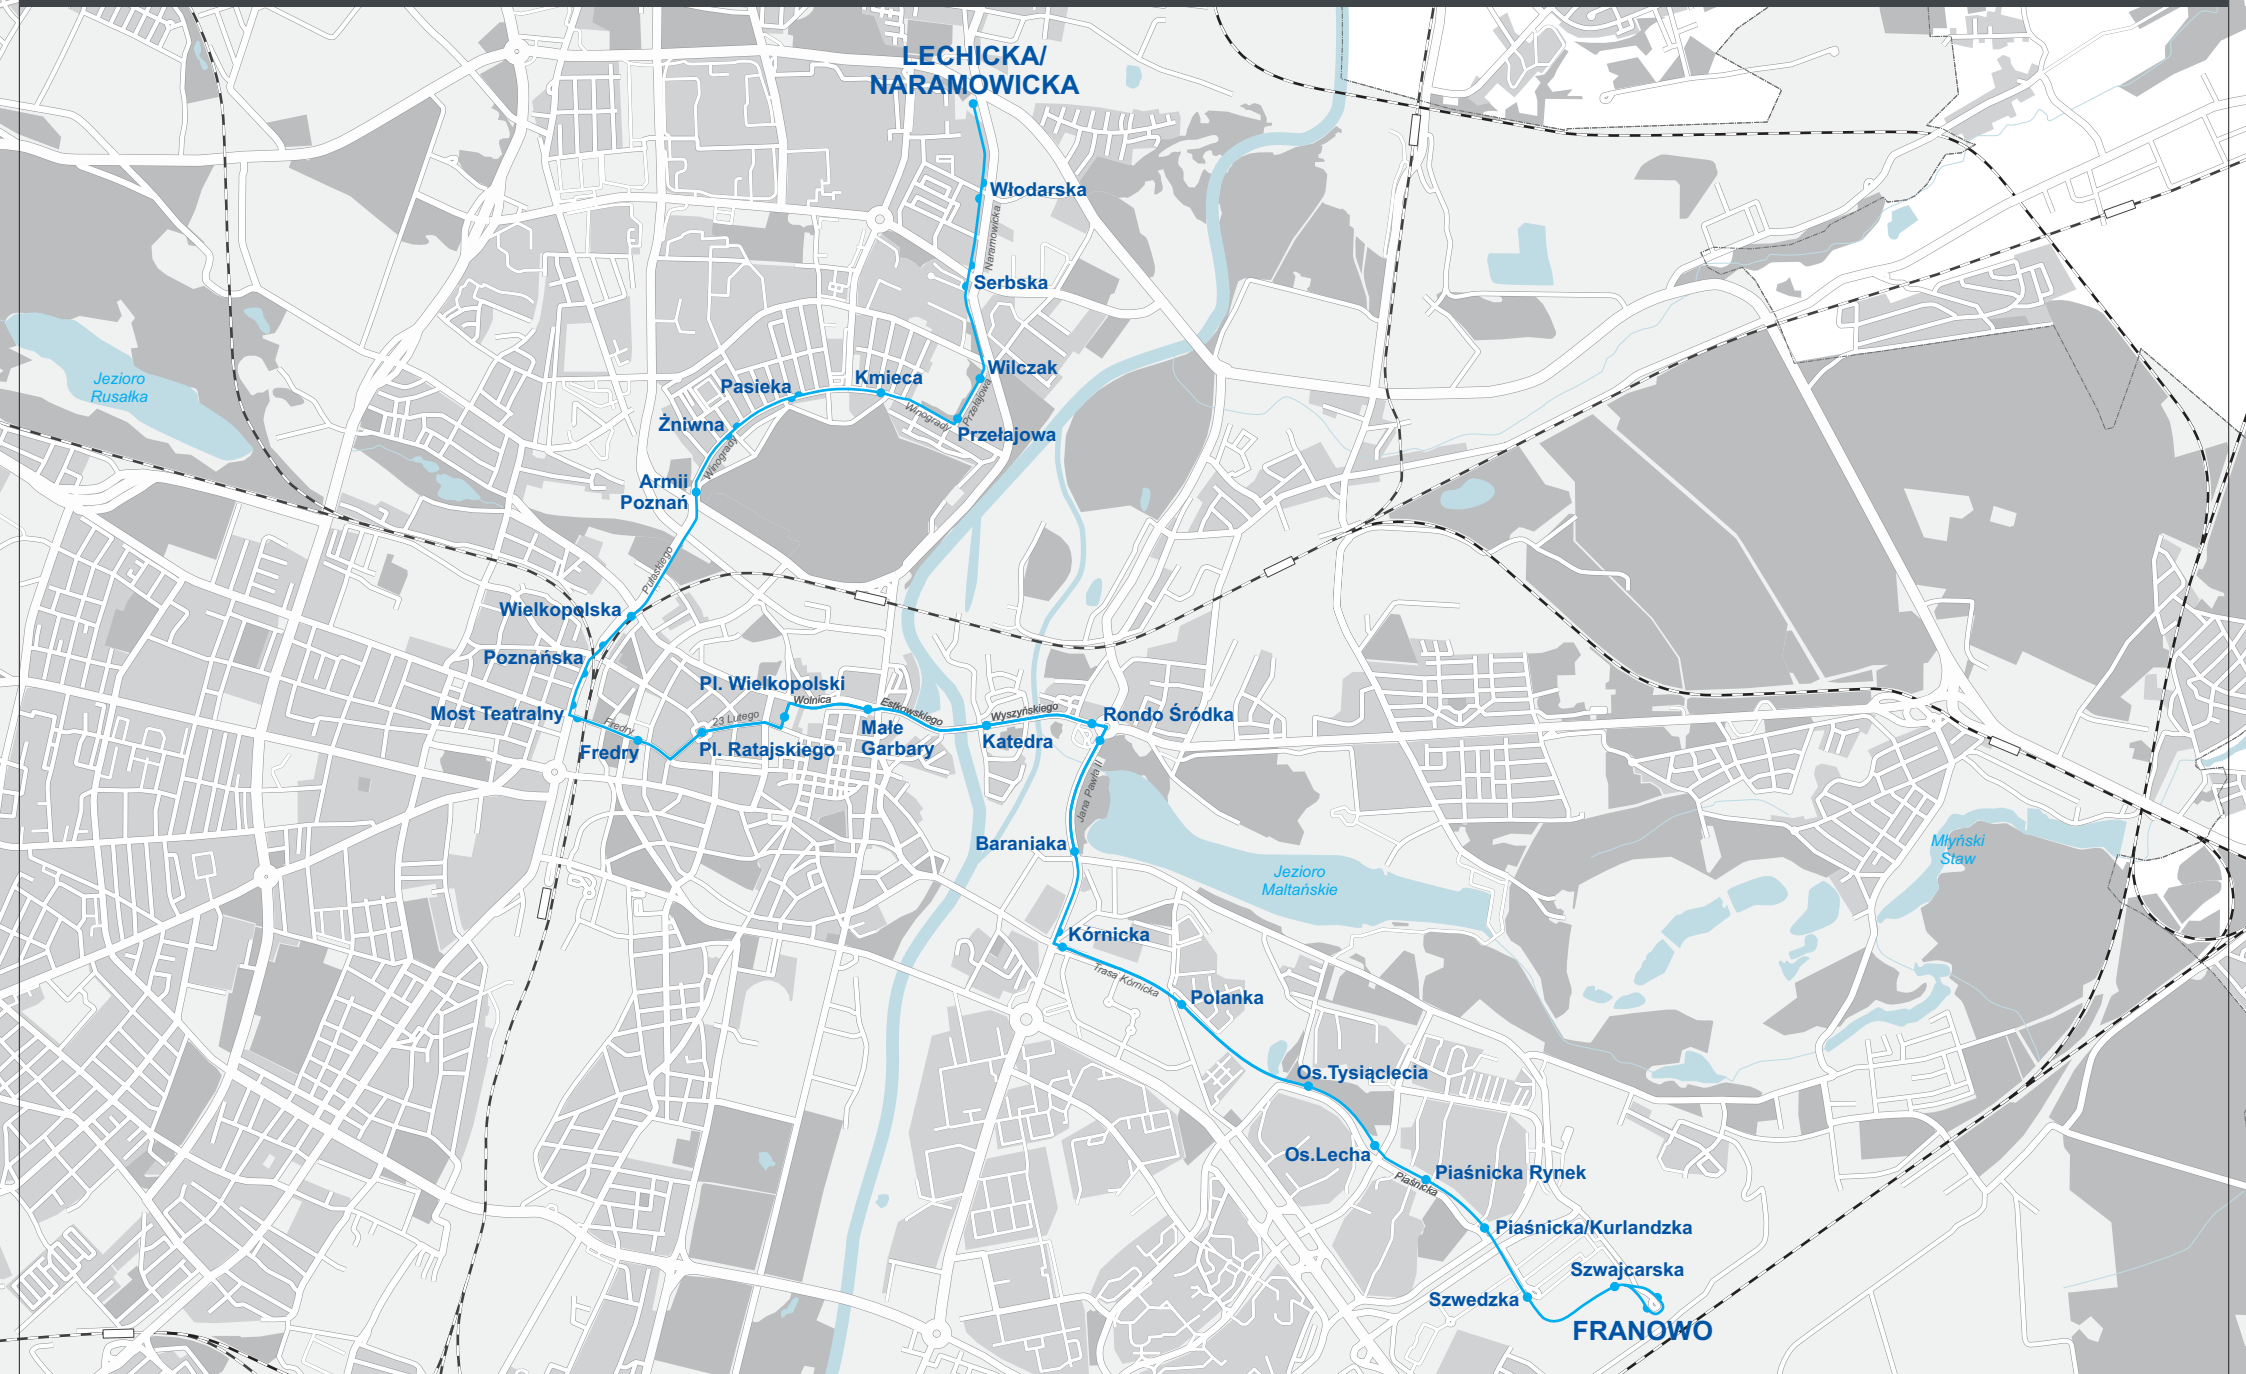 LECHICKA/
NARAMOWICKA
Włodarska
Naramowicka
Serbska
Wilczak
Jezioro
Rusałka
Pasieka
Kmieca
Przełajowa
Winogrady
Żniwna
Przełajowa
Winogrady
Armii
Poznań
Pułaskiego
Wielkopolska
Poznańska
Pl. Wielkopolski
Wolnica
Most Teatralny
Fredry
23 Lutego
Estkowskiego
Wyszyńskiego
Rondo Śródka
Małe
Garbary
Katedra
Fredry
Pl. Ratajskiego
Jana Pawła II
Baraniaka
Młyński
Staw
Jezioro
Maltańskie
Kórnicka
Trasa Kórnicka
Polanka
Os.Tysiąclecia
Os.Lecha
Piaśnicka Rynek
Piaśnicka
Piaśnicka/Kurlandzka
Szwajcarska
Szwedzka
FRANOWO